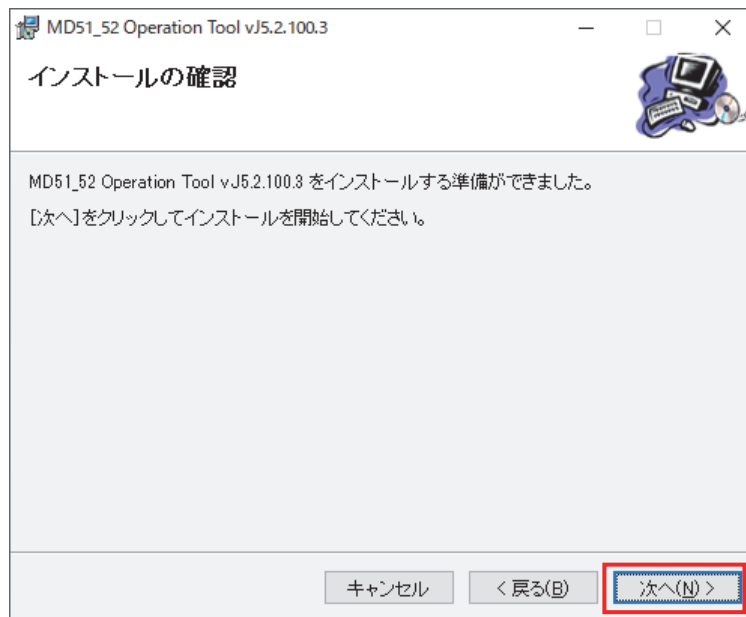 MD51_52 Operation Tool vJ5.2.100.3
インストールの確認
MD51_52 Operation Tool vJ5.2.100.3 をインストールする準備ができました。
[次へ]をクリックしてインストールを開始してください。
キャンセル
< 戻る(B)
次へ(N) >